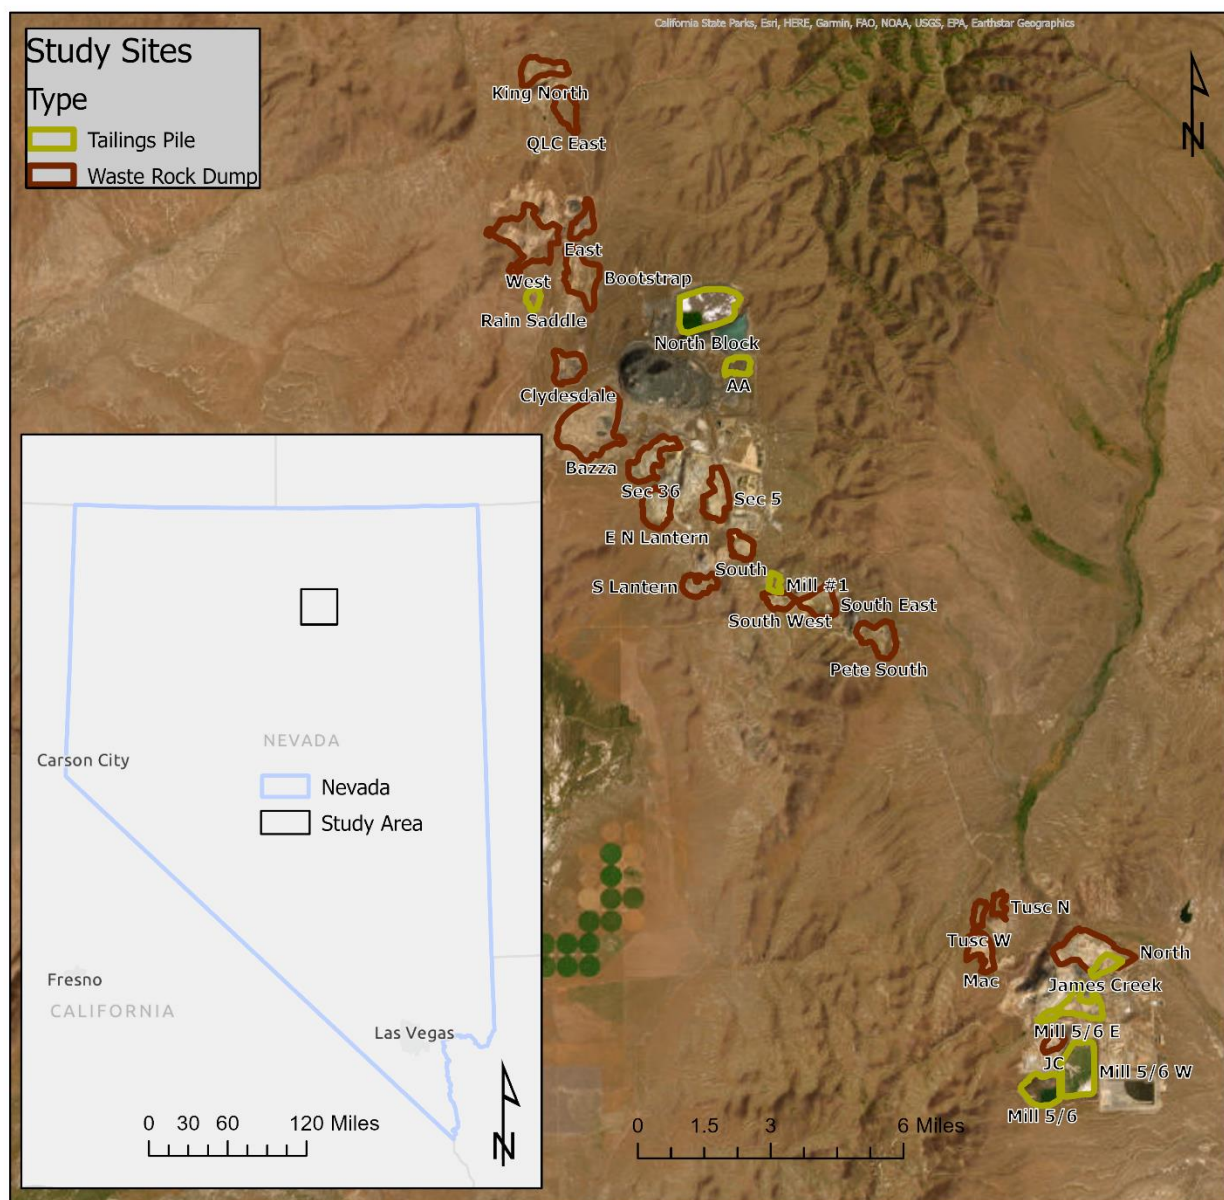 California State Parks, Esri, HERE, Garmin, FAO, NOAA, USGS, EPA, Earthstar Geographics
Study Sites
Type
Tailings Pile
Waste Rock Dump
N
King North
QLC East
East
West
Bootstrap
Rain Saddle
North Block
AA
Clydesdale
Bazza
Sec 36
Sec 5
E N Lantern
South
S Lantern
Mill #1
South East
South West
Pete South
NEVADA
Carson City
Nevada
Study Area
Fresno
CALIFORNIA
Las Vegas
0 30 60 120 Miles
N
Tusc N
Tusc W
North
Mac
James Creek
Mill 5/6 E
JC
Mill 5/6 W
Mill 5/6
0 1.5 3 6 Miles